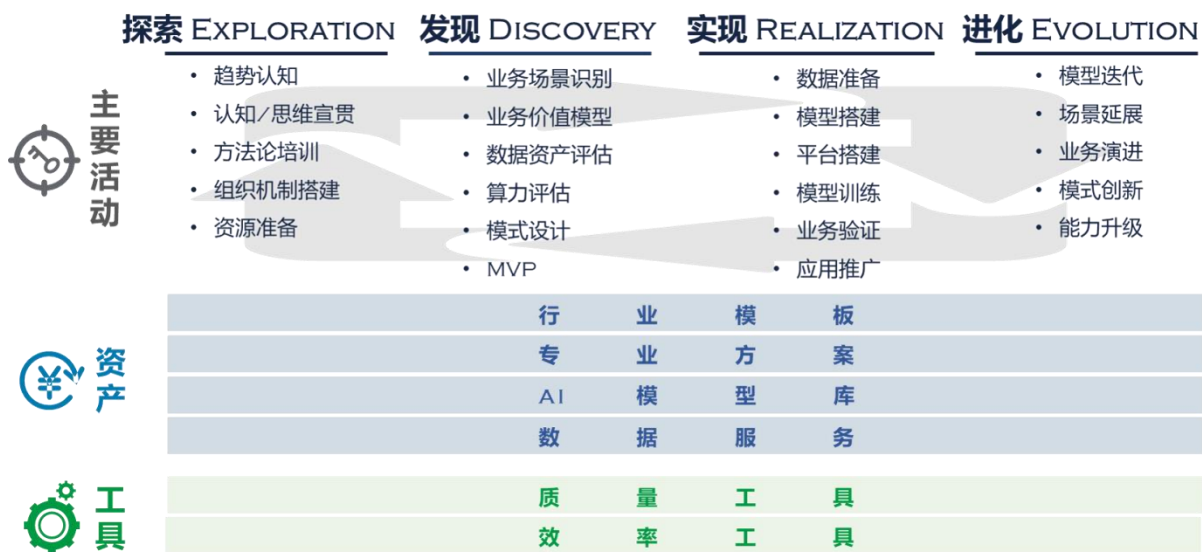 探索 EXPLORATION
发现 DISCOVERY
实现 REALIZATION
进化 EVOLUTION
主要活动
• 趋势认知
• 认知/思维宣贯
• 方法论培训
• 组织机制搭建
• 资源准备
• 业务场景识别
• 业务价值模型
• 数据资产评估
• 算力评估
• 模式设计
• MVP
• 数据准备
• 模型搭建
• 平台搭建
• 模型训练
• 业务验证
• 应用推广
• 模型迭代
• 场景延展
• 业务演进
• 模式创新
• 能力升级
资产
行业模板
专业方案
AI模型库
数据服务
工具
质量工具
效率工具